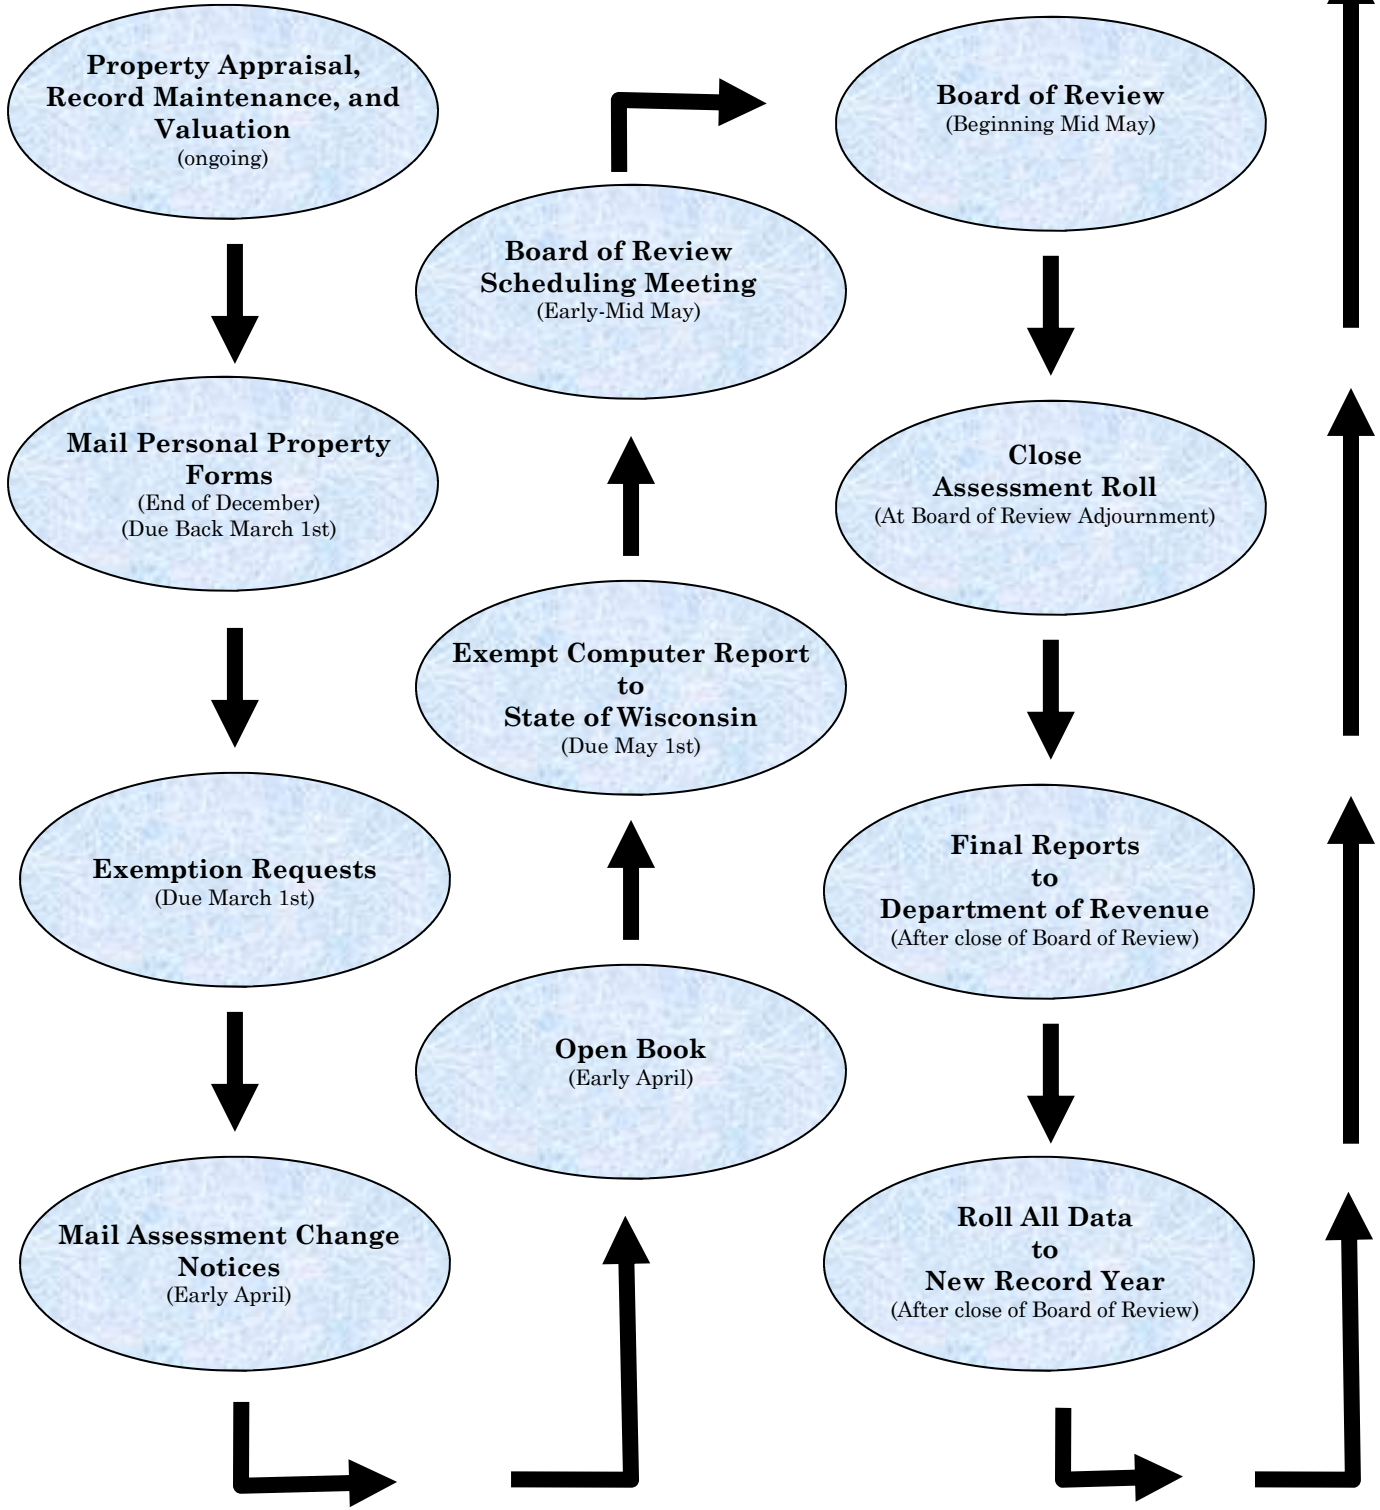 Property Appraisal,
Record Maintenance, and
Valuation
(ongoing)
Mail Personal Property
Forms
(End of December)
(Due Back March 1st)
Exemption Requests
(Due March 1st)
Mail Assessment Change
Notices
(Early April)
Open Book
(Early April)
Exempt Computer Report
to
State of Wisconsin
(Due May 1st)
Board of Review
Scheduling Meeting
(Early-Mid May)
Board of Review
(Beginning Mid May)
Close
Assessment Roll
(At Board of Review Adjournment)
Final Reports
to
Department of Revenue
(After close of Board of Review)
Roll All Data
to
New Record Year
(After close of Board of Review)